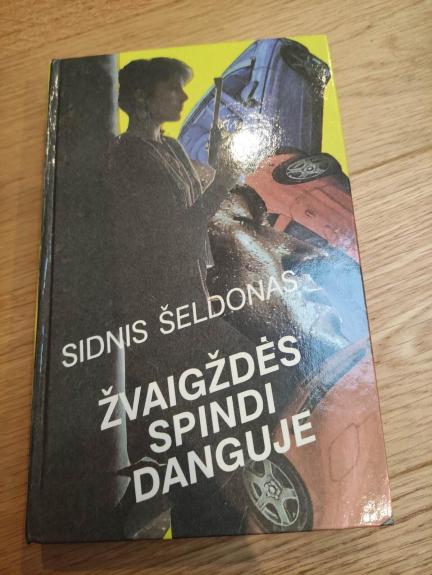 SIDNIS ŠELDONAS
ŽVAIGŽDĖS
SPINDI
DANGUJE